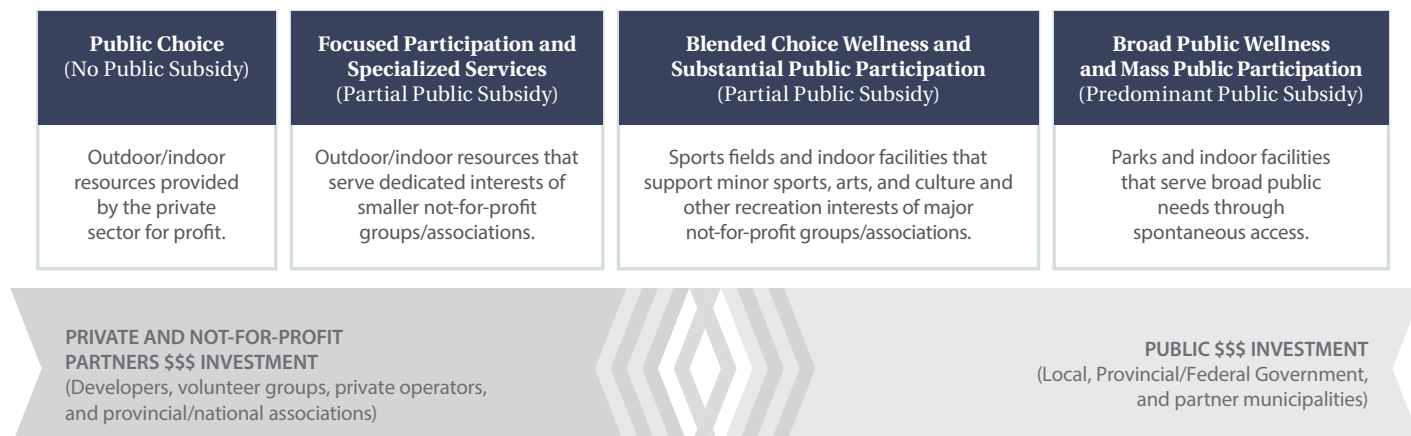 Public Choice
(No Public Subsidy)
Outdoor/indoor
resources provided
by the private
sector for profit.
Focused Participation and
Specialized Services
(Partial Public Subsidy)
Outdoor/indoor resources that
serve dedicated interests of
smaller not-for-profit
groups/associations.
Blended Choice Wellness and
Substantial Public Participation
(Partial Public Subsidy)
Sports fields and indoor facilities that
support minor sports, arts, and culture and
other recreation interests of major
not-for-profit groups/associations.
Broad Public Wellness
and Mass Public Participation
(Predominant Public Subsidy)
Parks and indoor facilities
that serve broad public
needs through
spontaneous access.
PRIVATE AND NOT-FOR-PROFIT
PARTNERS $$$ INVESTMENT
(Developers, volunteer groups, private operators,
and provincial/national associations)
PUBLIC $$$ INVESTMENT
(Local, Provincial/Federal Government,
and partner municipalities)